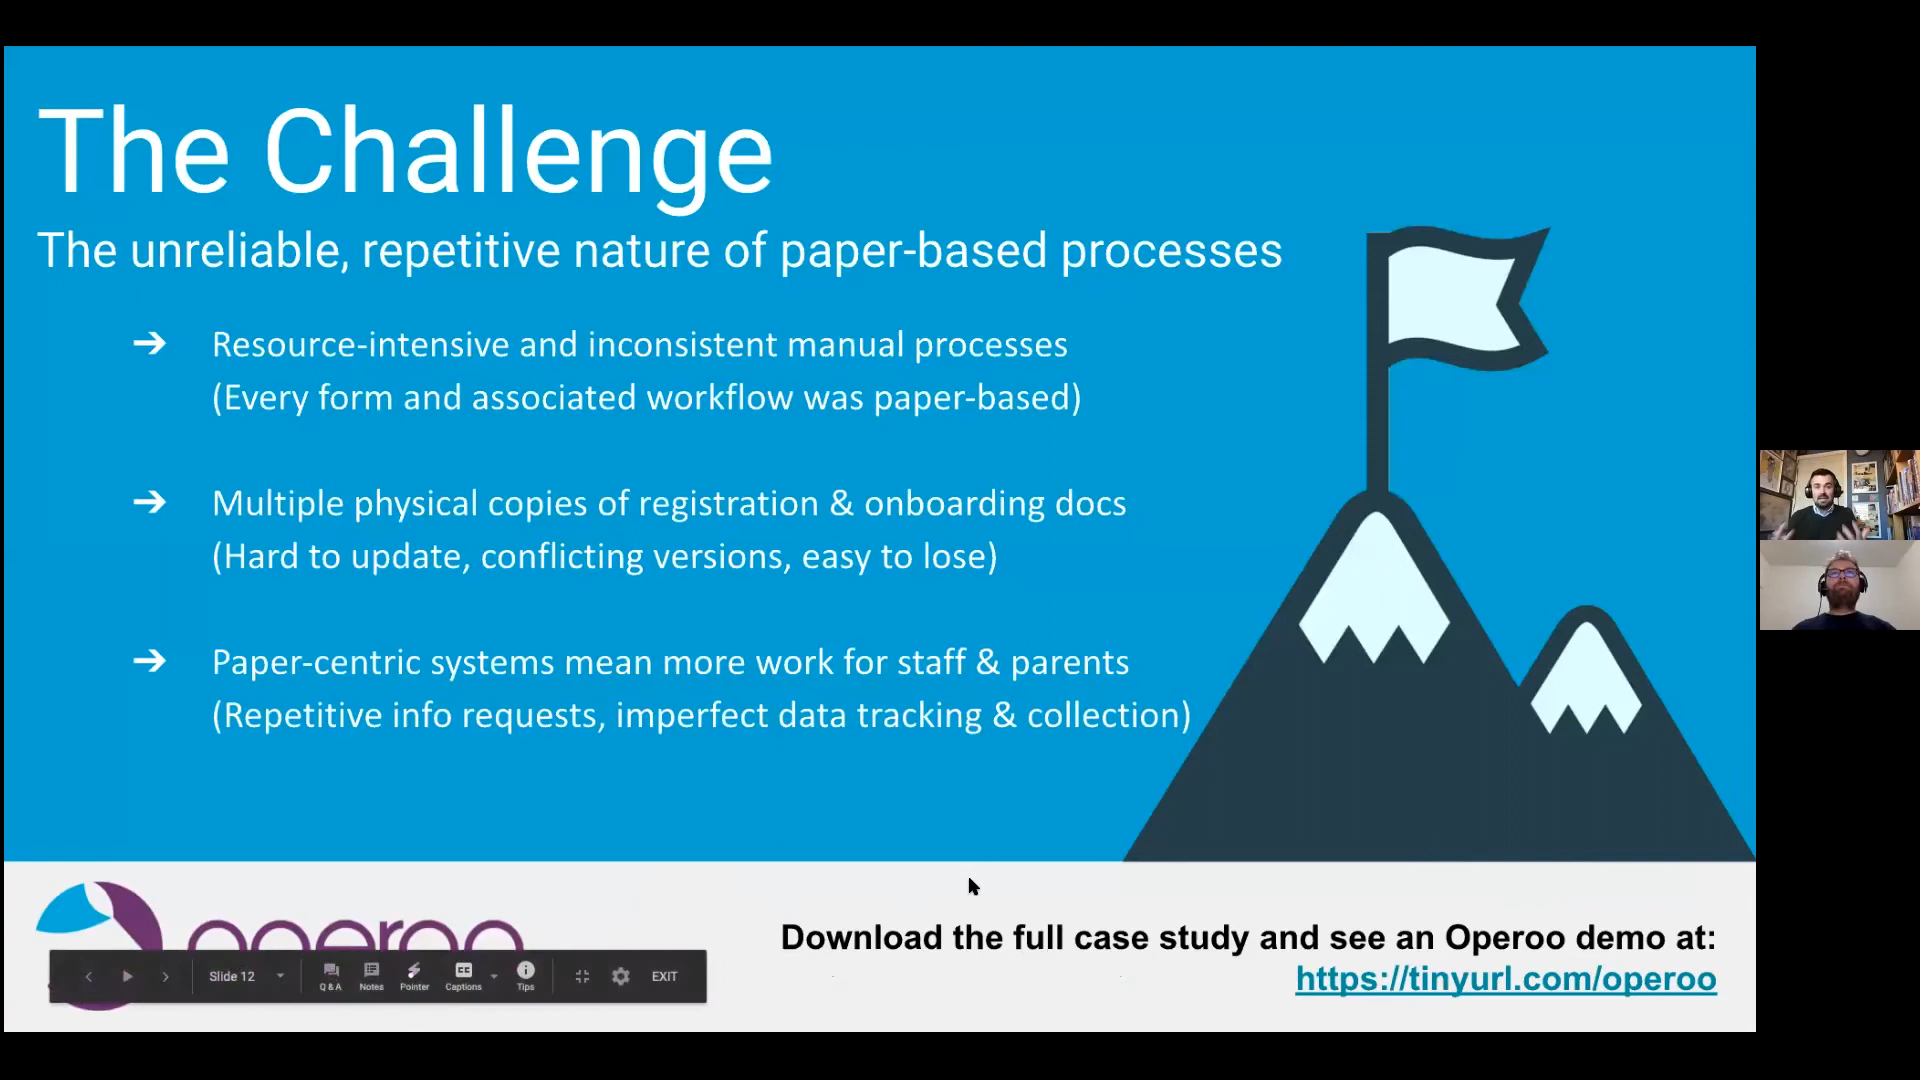 The Challenge
The unreliable, repetitive nature of paper-based processes
➔ Resource-intensive and inconsistent manual processes
(Every form and associated workflow was paper-based)
➔ Multiple physical copies of registration & onboarding docs
(Hard to update, conflicting versions, easy to lose)
➔ Paper-centric systems mean more work for staff & parents
(Repetitive info requests, imperfect data tracking & collection)
operoo
Download the full case study and see an Operoo demo at:
https://tinyurl.com/operoo
Slide 12
Q & A
Notes
Pointer
CC
Captions
Tips
EXIT